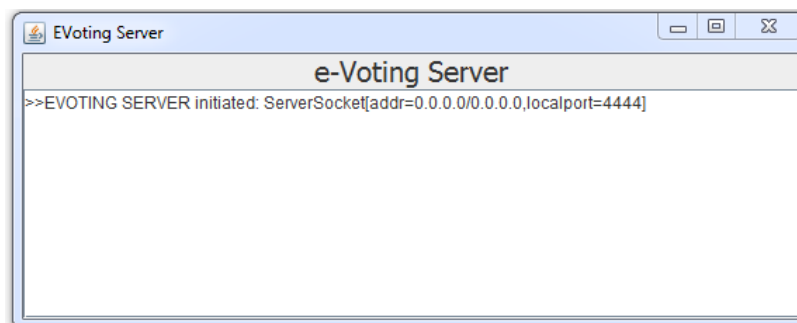 EVoting Server
e-Voting Server
>>EVOTING SERVER initiated: ServerSocket[addr=0.0.0.0/0.0.0.0,localport=4444]